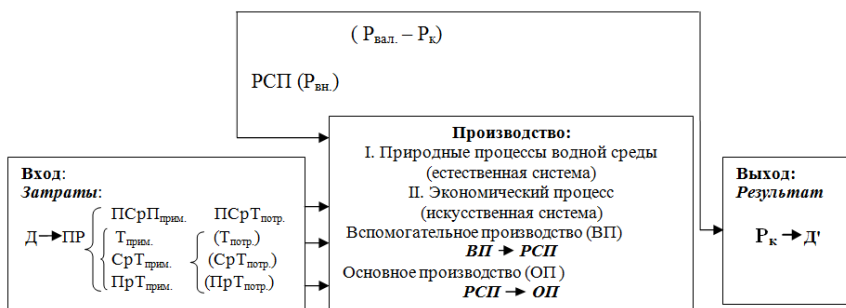 ( Рвал. – Рк)
РСП (Рвн.)
Вход:
Затраты:
ПСрПприм. ПСрТпотр.
Д→ПР
Тприм. (Тпотр.)
СрТприм. (СрТпотр.)
ПрТприм. (ПрТпотр.)
Производство:
I. Природные процессы водной среды
(естественная система)
II. Экономический процесс
(искусственная система)
Вспомогательное производство (ВП)
ВП → РСП
Основное производство (ОП )
РСП → ОП
Выход:
Результат
Рк → Д'